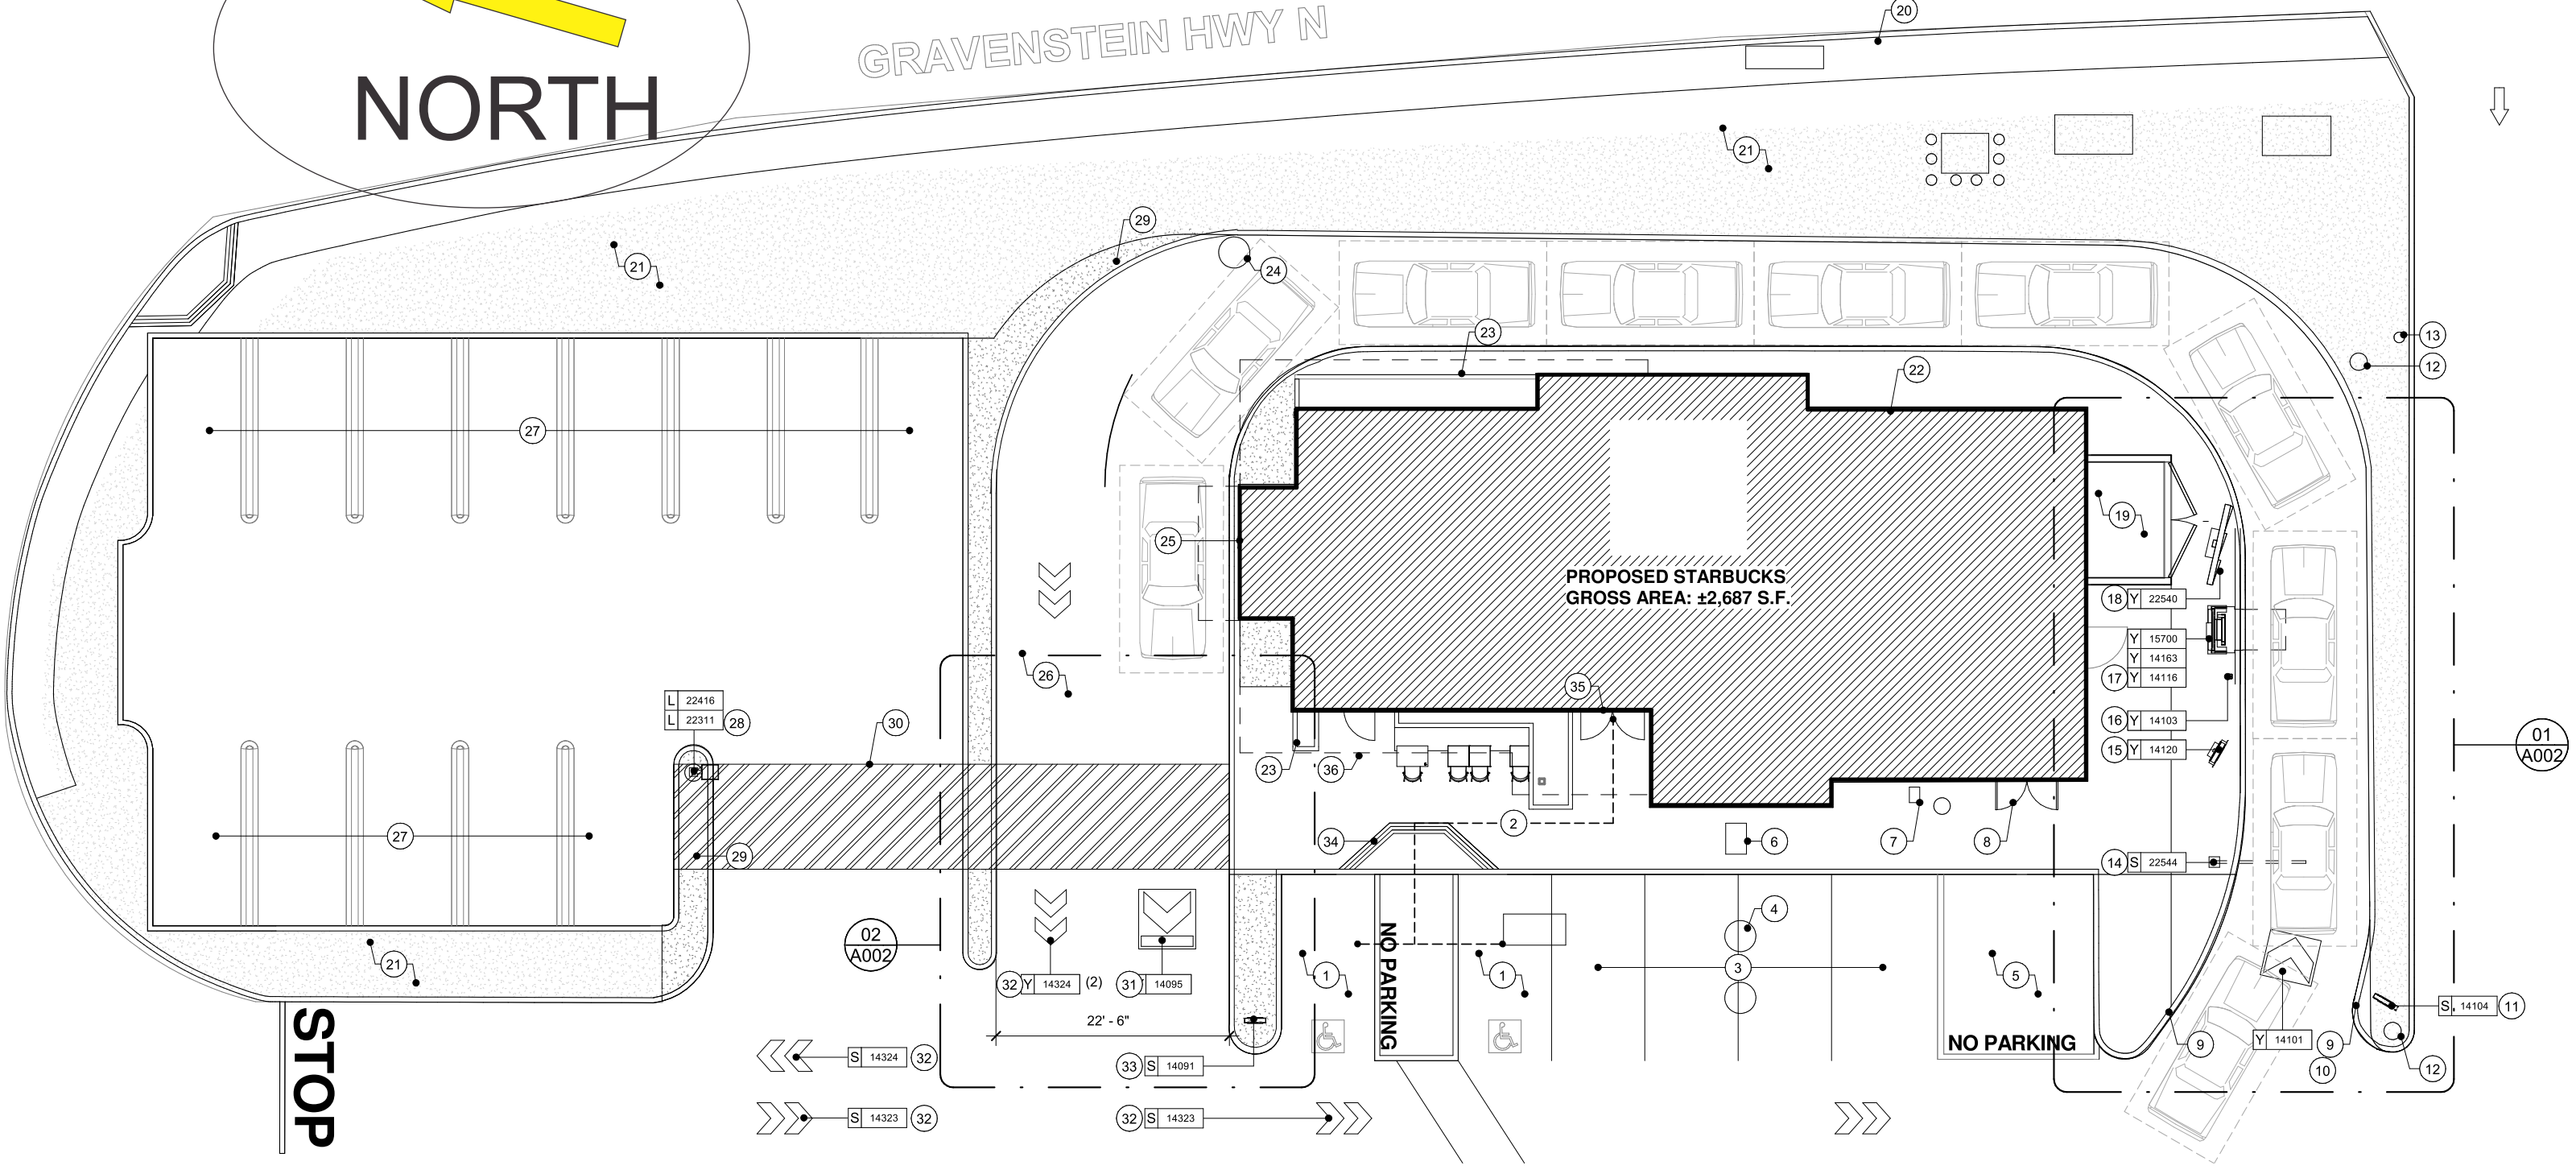 GRAVENSTEIN HWY N
20
NORTH
21
29
21
24
23
13
12
22
27
25
19
PROPOSED STARBUCKS
GROSS AREA: ±2,687 S.F.
18 Y 22540
Y 15700
Y 14163
17 Y 14116
26
35
L 22416
L 22311 28
30
16 Y 14103
01
A002
15 Y 14120
23
36
27
2
34
6
7
8
29
14 S 22544
4
02
A002
NO PARKING
21
3
1
1
5
32 Y 14324 (2)
31 14095
S 14104 11
22' - 6"
STOP
NO PARKING
9
Y 14101
9
10
S 14324 32
33 S 14091
12
S 14323 32
32 S 14323